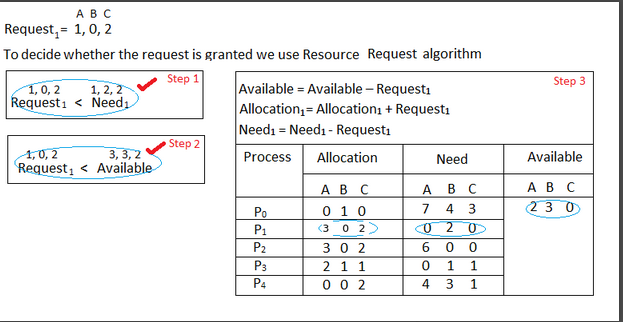 A B C
Request₁= 1, 0, 2
To decide whether the request is granted we use Resource Request algorithm
Step 1
1, 0, 2 1, 2, 2
Request₁ < Need₁
Step 2
1, 0, 2 3, 3, 2
Request₁ < Available
Step 3
Available = Available – Request₁
Allocation₁= Allocation₁ + Request₁
Need₁ = Need₁ - Request₁
Process Allocation Need Available
A B C A B C A B C
P₀ 0 1 0 7 4 3 2 3 0
P₁ 3 0 2 0 2 0
P₂ 3 0 2 6 0 0
P₃ 2 1 1 0 1 1
P₄ 0 0 2 4 3 1